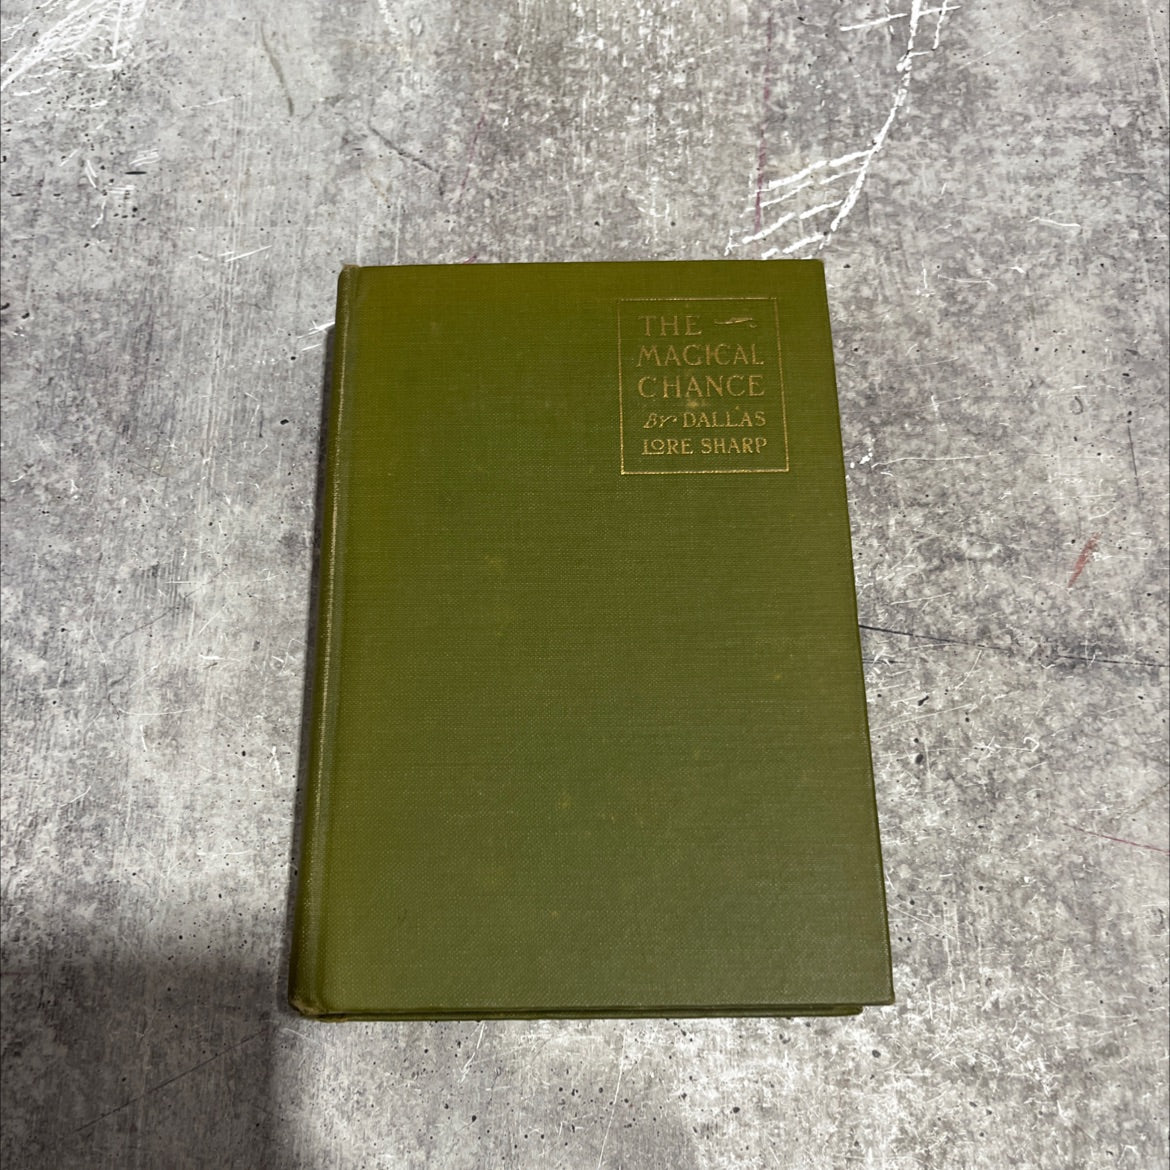 THE
MAGICAL
CHANCE
By DALLAS
LORE SHARP